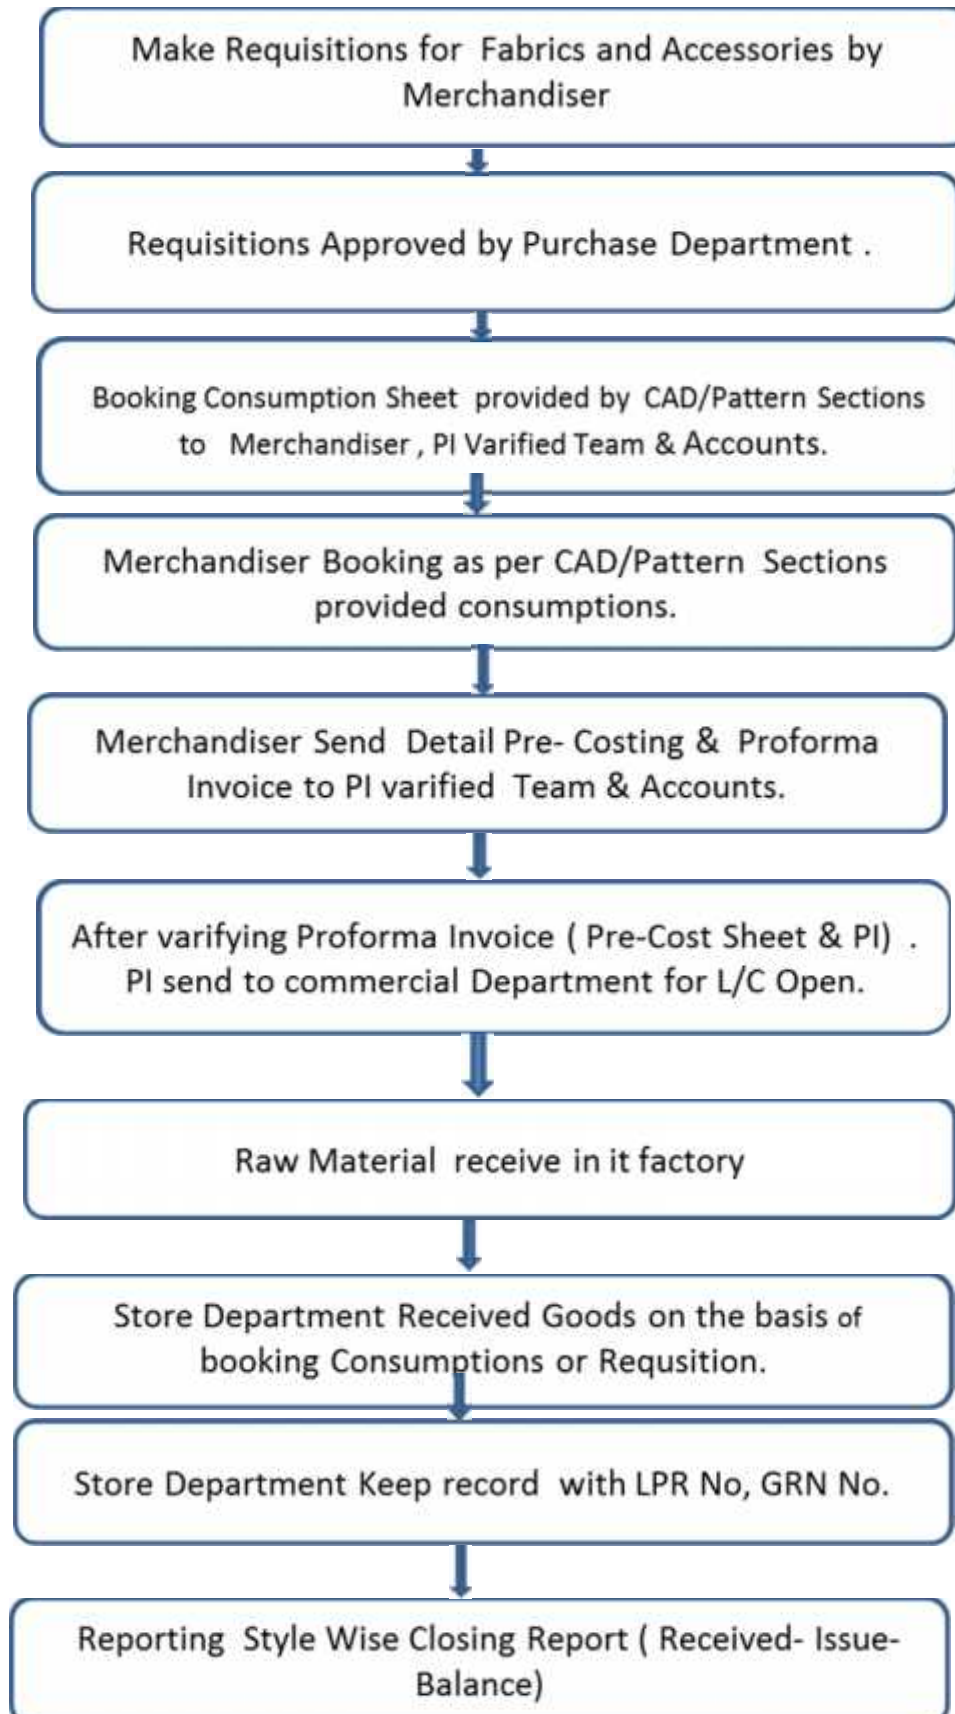 Make Requisitions for Fabrics and Accessories by
Merchandiser
Requisitions Approved by Purchase Department .
Booking Consumption Sheet provided by CAD/Pattern Sections
to Merchandiser , PI Varified Team & Accounts.
Merchandiser Booking as per CAD/Pattern Sections
provided consumptions.
Merchandiser Send Detail Pre- Costing & Proforma
Invoice to PI varified Team & Accounts.
After varifying Proforma Invoice ( Pre-Cost Sheet & PI) .
PI send to commercial Department for L/C Open.
Raw Material receive in it factory
Store Department Received Goods on the basis of
booking Consumptions or Requsition.
Store Department Keep record with LPR No, GRN No.
Reporting Style Wise Closing Report ( Received- Issue-
Balance)